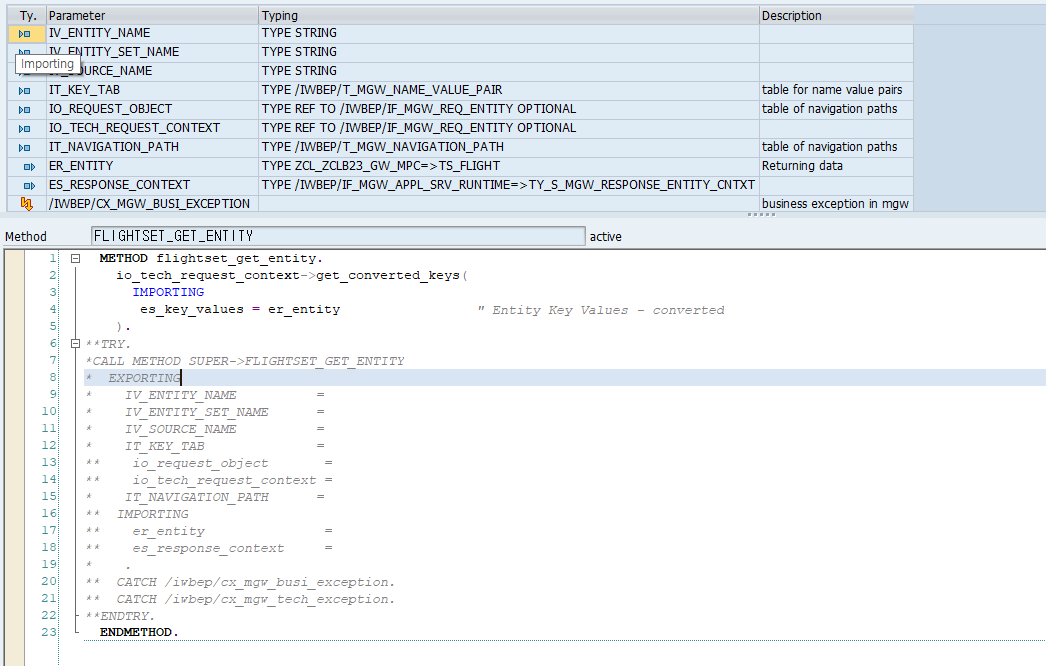 Ty. Parameter Typing Description
IV_ENTITY_NAME TYPE STRING
IV_ENTITY_SET_NAME TYPE STRING
Importing
SOURCE_NAME TYPE STRING
IT_KEY_TAB TYPE /IWBEP/T_MGW_NAME_VALUE_PAIR table for name value pairs
IO_REQUEST_OBJECT TYPE REF TO /IWBEP/IF_MGW_REQ_ENTITY OPTIONAL table of navigation paths
IO_TECH_REQUEST_CONTEXT TYPE REF TO /IWBEP/IF_MGW_REQ_ENTITY OPTIONAL
IT_NAVIGATION_PATH TYPE /IWBEP/T_MGW_NAVIGATION_PATH table of navigation paths
ER_ENTITY TYPE ZCL_ZCLB23_GW_MPC=>TS_FLIGHT Returning data
ES_RESPONSE_CONTEXT TYPE /IWBEP/IF_MGW_APPL_SRV_RUNTIME=>TY_S_MGW_RESPONSE_ENTITY_CNTXT
/IWBEP/CX_MGW_BUSI_EXCEPTION business exception in mgw
Method FLIGHTSET_GET_ENTITY active
1 METHOD flightset_get_entity.
2 io_tech_request_context->get_converted_keys(
3 IMPORTING
4 es_key_values = er_entity " Entity Key Values - converted
5 ).
6 **TRY.
7 *CALL METHOD SUPER->FLIGHTSET_GET_ENTITY
8 * EXPORTING
9 * IV_ENTITY_NAME =
10 * IV_ENTITY_SET_NAME =
11 * IV_SOURCE_NAME =
12 * IT_KEY_TAB =
13 ** io_request_object =
14 ** io_tech_request_context =
15 * IT_NAVIGATION_PATH =
16 ** IMPORTING
17 ** er_entity =
18 ** es_response_context =
19 * .
20 ** CATCH /iwbep/cx_mgw_busi_exception.
21 ** CATCH /iwbep/cx_mgw_tech_exception.
22 **ENDTRY.
23 ENDMETHOD.